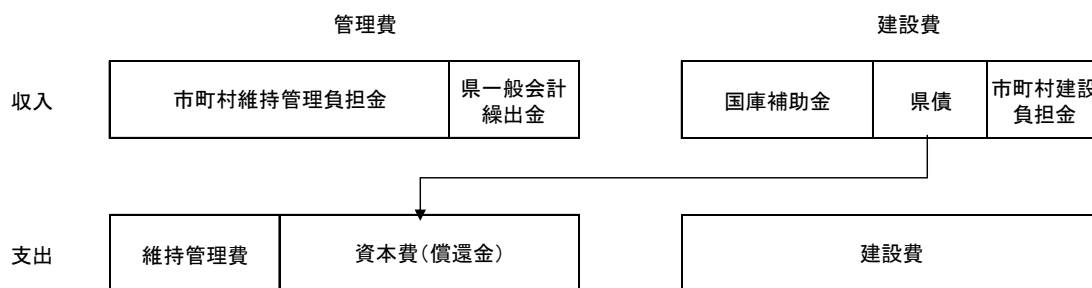 管理費
建設費
収入
市町村維持管理負担金
県一般会計
繰出金
国庫補助金
県債
市町村建設
負担金
支出
維持管理費
資本費(償還金)
建設費